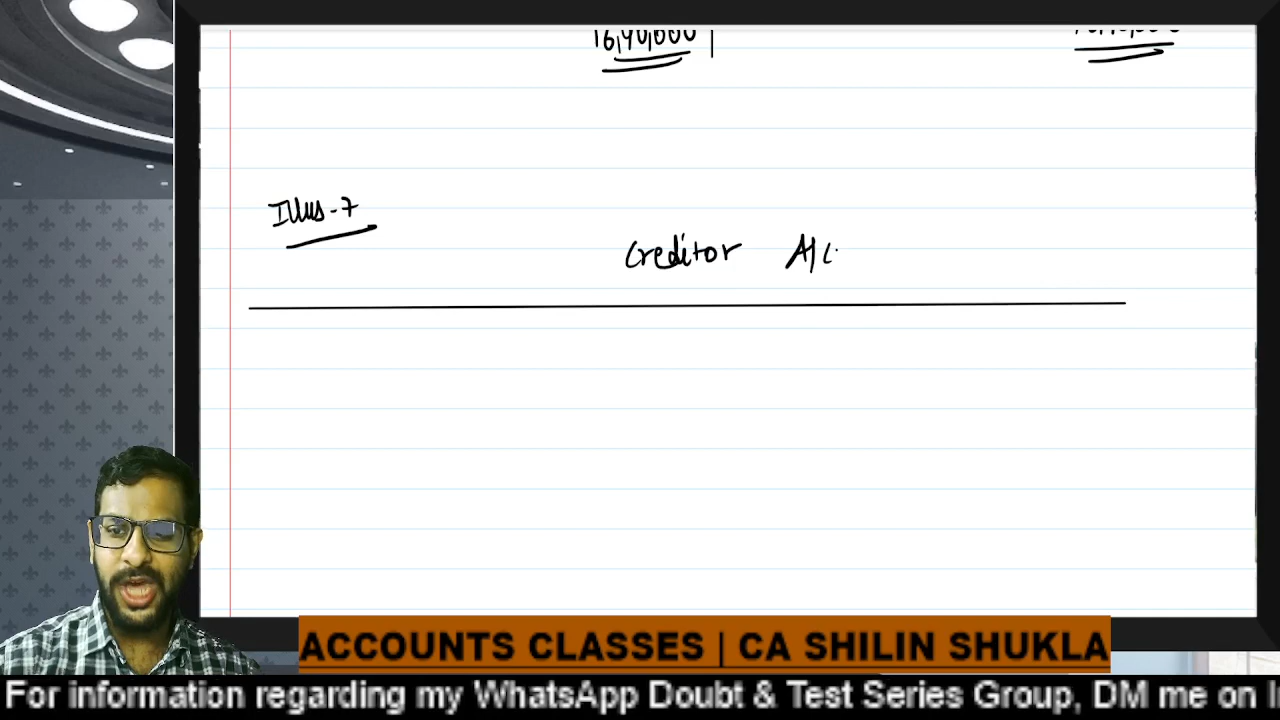 16,40,000
Illus-7
Creditor A/c
ACCOUNTS CLASSES | CA SHILIN SHUKLA
For information regarding my WhatsApp Doubt & Test Series Group, DM me on I